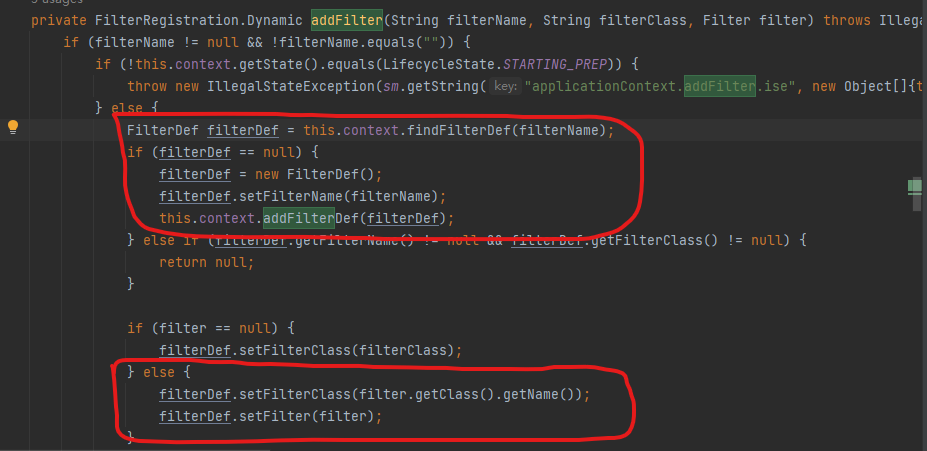 private FilterRegistration.Dynamic addFilter(String filterName, String filterClass, Filter filter) throws Illega
if (filterName != null && !filterName.equals("")) {
if (!this.context.getState().equals(LifecycleState.STARTING_PREP)) {
throw new IllegalStateException(sm.getString( key: "applicationContext.addFilter.ise", new Object[]{t
} else {
FilterDef filterDef = this.context.findFilterDef(filterName);
if (filterDef == null) {
filterDef = new FilterDef();
filterDef.setFilterName(filterName);
this.context.addFilterDef(filterDef);
} else if (filterDef.getFilterName() != null && filterDef.getFilterClass() != null) {
return null;
}
if (filter == null) {
filterDef.setFilterClass(filterClass);
} else {
filterDef.setFilterClass(filter.getClass().getName());
filterDef.setFilter(filter);
}